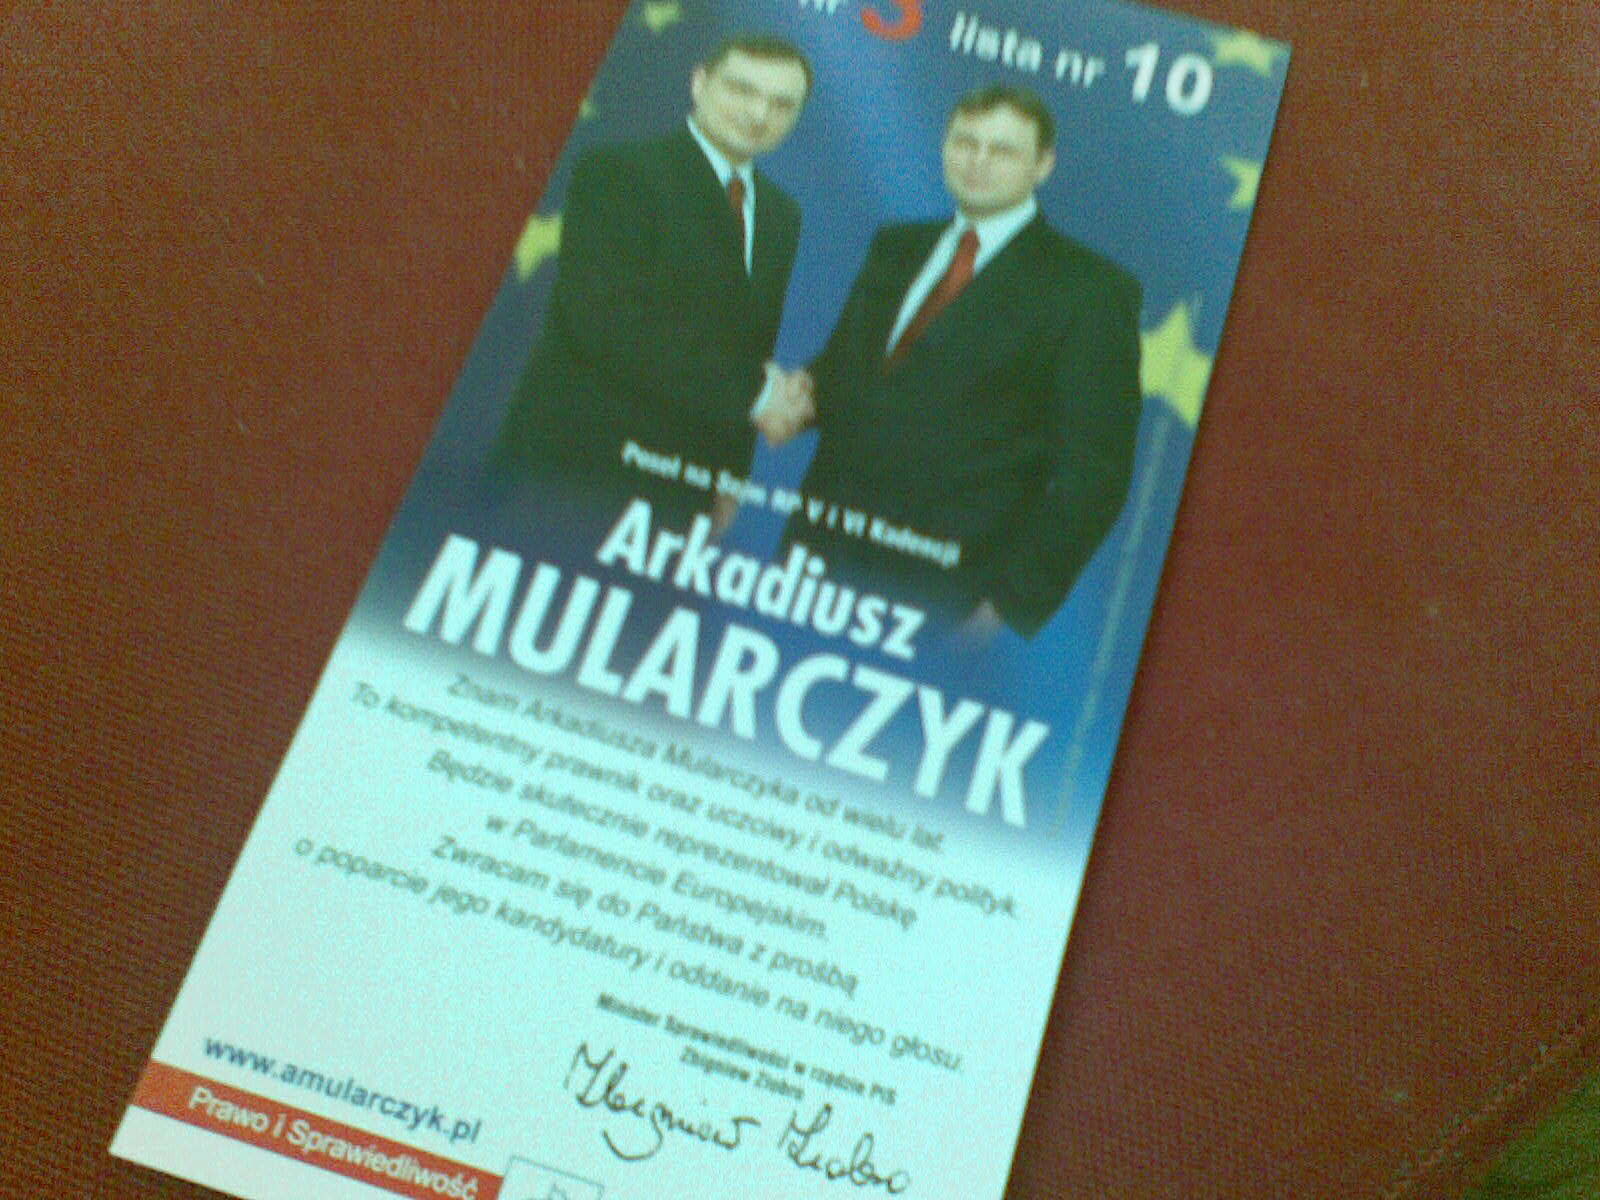 nr 3 lista nr 10
Poseł na Sejm RP V i VI Kadencji
Arkadiusz
MULARCZYK
Znam Arkadiusza Mularczyka od wielu lat.
To kompetentny prawnik oraz uczciwy i odważny polityk.
Będzie skutecznie reprezentował Polskę
w Parlamencie Europejskim.
Zwracam się do Państwa z prośbą
o poparcie jego kandydatury i oddanie na niego głosu.
Minister Sprawiedliwości w rządzie PiS
Zbigniew Ziobro
Zbigniew Ziobro
www.amularczyk.pl
Prawo i Sprawiedliwość